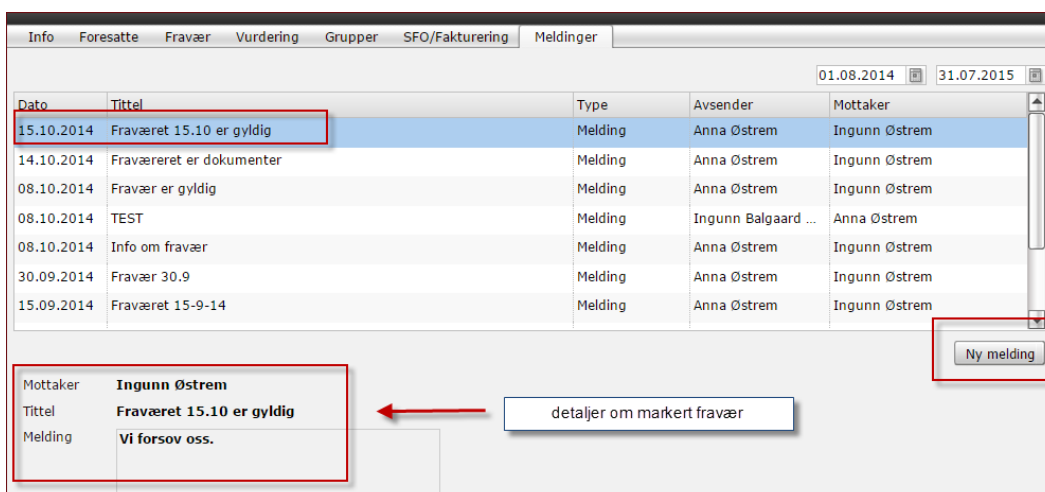 Info Foresatte Fravær Vurdering Grupper SFO/Fakturering Meldinger
01.08.2014 31.07.2015
Dato Tittel Type Avsender Mottaker
15.10.2014 Fraværet 15.10 er gyldig Melding Anna Østrem Ingunn Østrem
14.10.2014 Fraværeret er dokumenter Melding Anna Østrem Ingunn Østrem
08.10.2014 Fravær er gyldig Melding Anna Østrem Ingunn Østrem
08.10.2014 TEST Melding Ingunn Balgaard ... Anna Østrem
08.10.2014 Info om fravær Melding Anna Østrem Ingunn Østrem
30.09.2014 Fravær 30.9 Melding Anna Østrem Ingunn Østrem
15.09.2014 Fraværet 15-9-14 Melding Anna Østrem Ingunn Østrem
Ny melding
Mottaker Ingunn Østrem
Tittel Fraværet 15.10 er gyldig
detaljer om markert fravær
Melding Vi forsov oss.